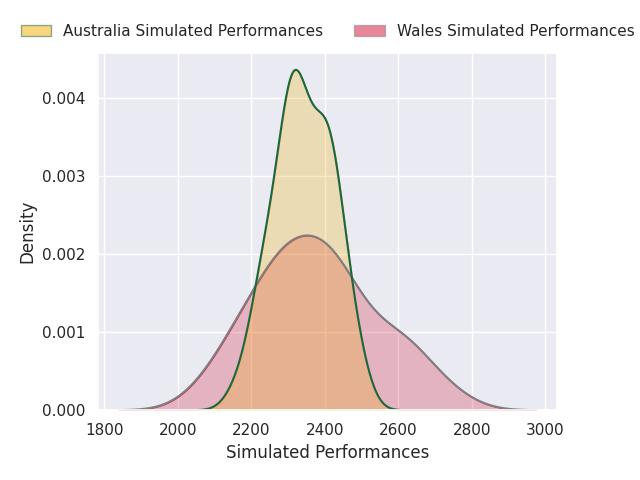 Australia Simulated Performances
Wales Simulated Performances
0.004
0.003
0.002
0.001
0.000
Density
1800 2000 2200 2400 2600 2800 3000
Simulated Performances